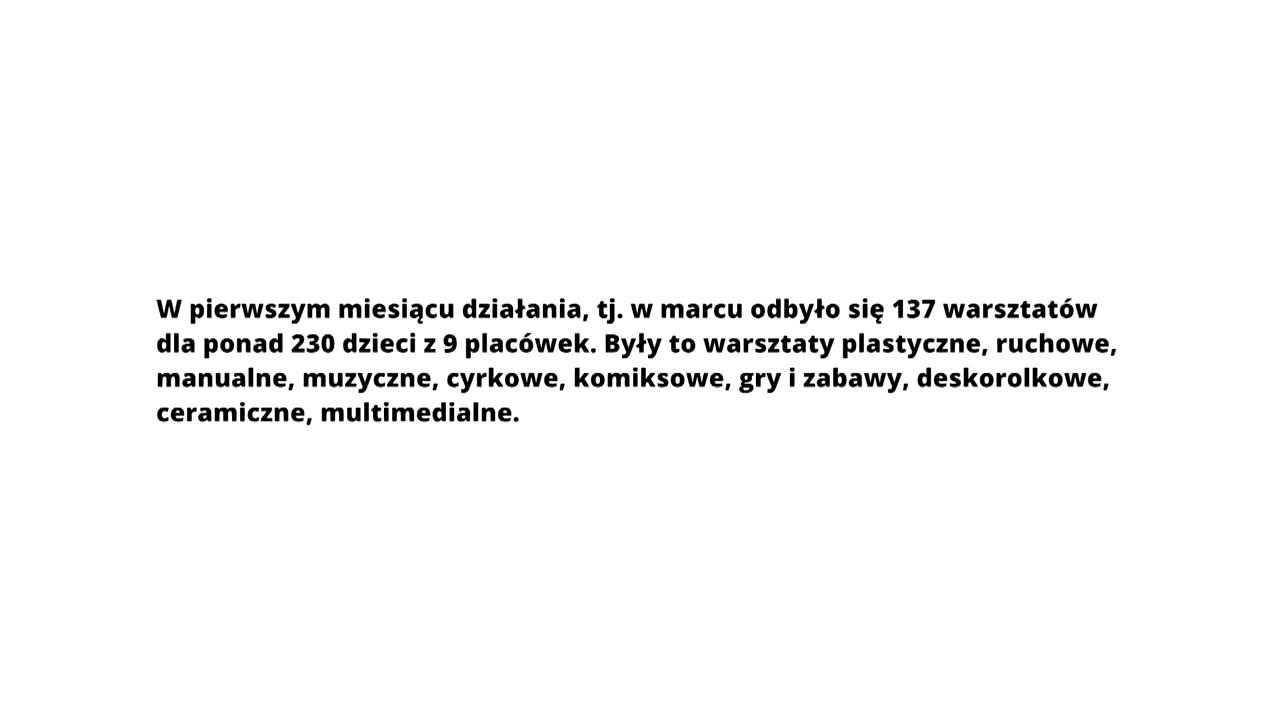 W pierwszym miesiącu działania, tj. w marcu odbyło się 137 warsztatów
dla ponad 230 dzieci z 9 placówek. Były to warsztaty plastyczne, ruchowe,
manualne, muzyczne, cyrkowe, komiksowe, gry i zabawy, deskorolkowe,
ceramiczne, multimedialne.